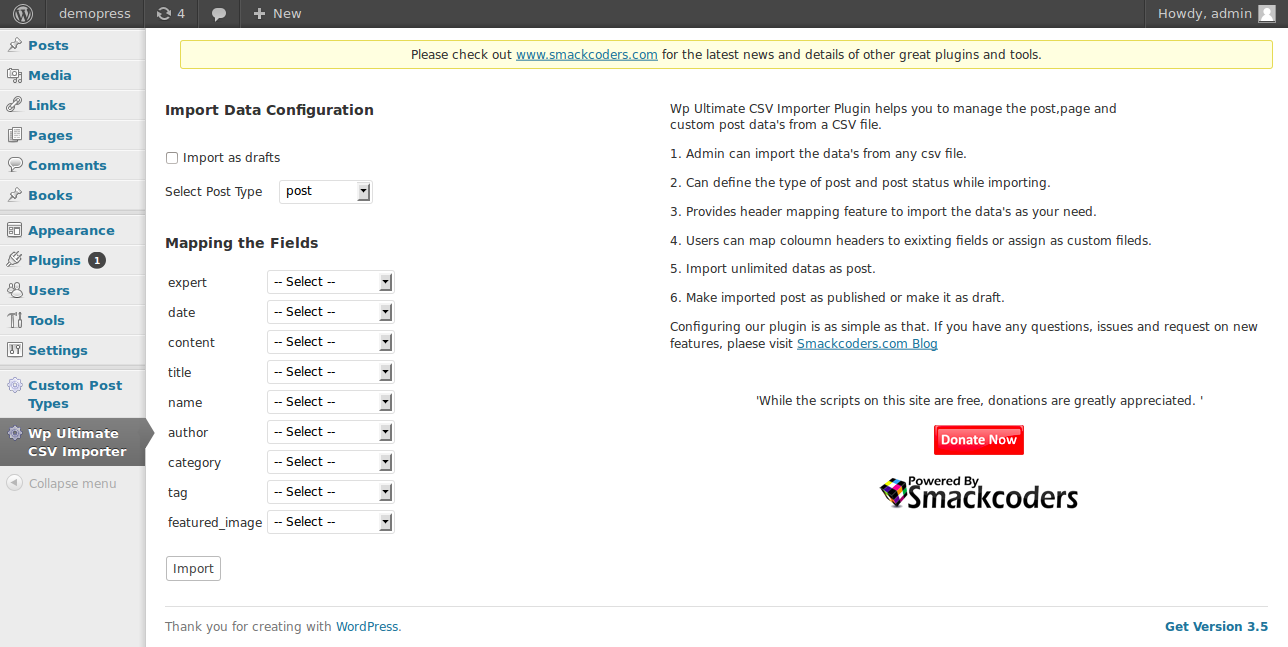 demopress 4 New Howdy, admin
Posts
Media
Links
Pages
Comments
Books
Appearance
Plugins 1
Users
Tools
Settings
Custom Post
Types
Wp Ultimate
CSV Importer
Collapse menu
Please check out www.smackcoders.com for the latest news and details of other great plugins and tools.
Import Data Configuration
Import as drafts
Select Post Type post
Mapping the Fields
expert -- Select --
date -- Select --
content -- Select --
title -- Select --
name -- Select --
author -- Select --
category -- Select --
tag -- Select --
featured_image -- Select --
Import
Wp Ultimate CSV Importer Plugin helps you to manage the post,page and
custom post data's from a CSV file.
1. Admin can import the data's from any csv file.
2. Can define the type of post and post status while importing.
3. Provides header mapping feature to import the data's as your need.
4. Users can map coloumn headers to exixting fields or assign as custom fileds.
5. Import unlimited datas as post.
6. Make imported post as published or make it as draft.
Configuring our plugin is as simple as that. If you have any questions, issues and request on new
features, plaese visit Smackcoders.com Blog
'While the scripts on this site are free, donations are greatly appreciated. '
Donate Now
Powered By
Smackcoders
Thank you for creating with WordPress. Get Version 3.5